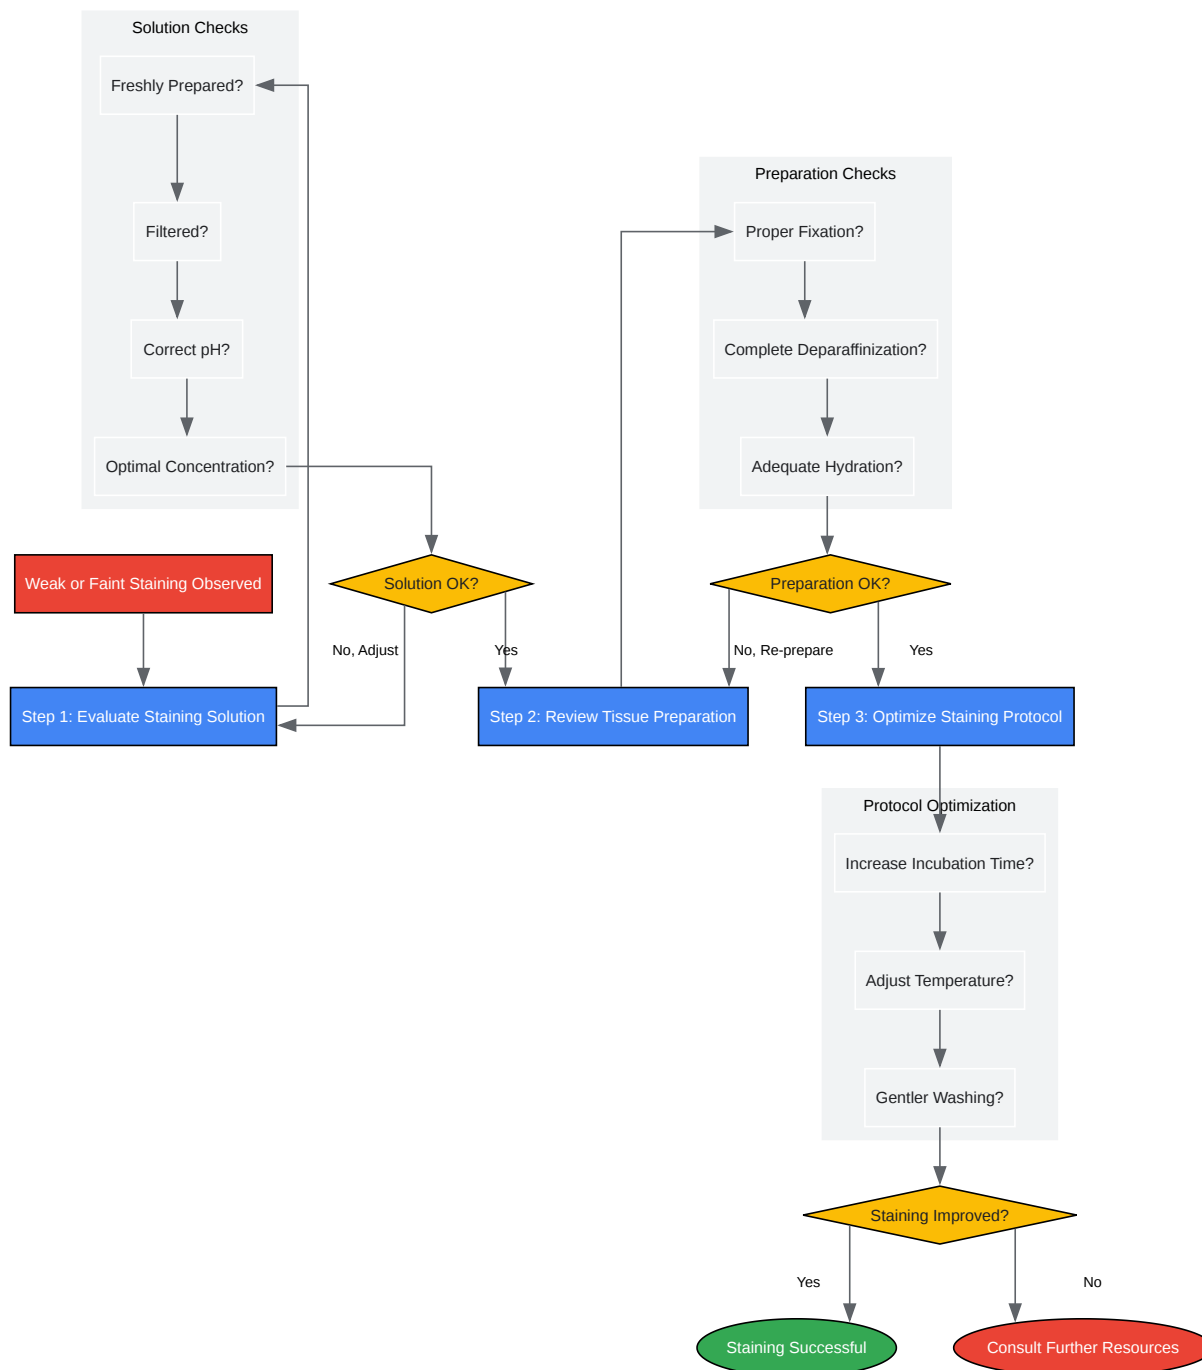 Solution Checks
Freshly Prepared?
Filtered?
Correct pH?
Optimal Concentration?
Preparation Checks
Proper Fixation?
Complete Deparaffinization?
Adequate Hydration?
Weak or Faint Staining Observed
Solution OK?
Preparation OK?
No, Adjust
Yes
No, Re-prepare
Yes
Step 1: Evaluate Staining Solution
Step 2: Review Tissue Preparation
Step 3: Optimize Staining Protocol
Protocol Optimization
Increase Incubation Time?
Adjust Temperature?
Gentler Washing?
Staining Improved?
Yes
No
Staining Successful
Consult Further Resources